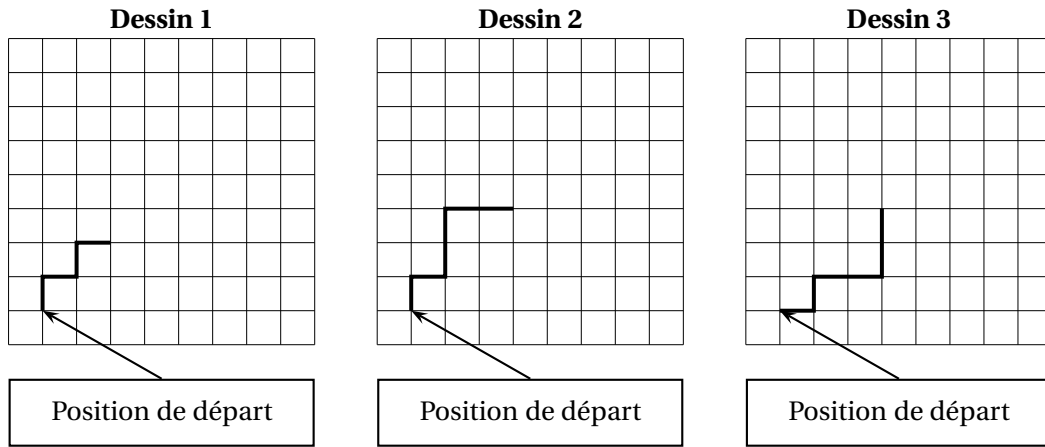 Dessin 1
Dessin 2
Dessin 3
Position de départ
Position de départ
Position de départ